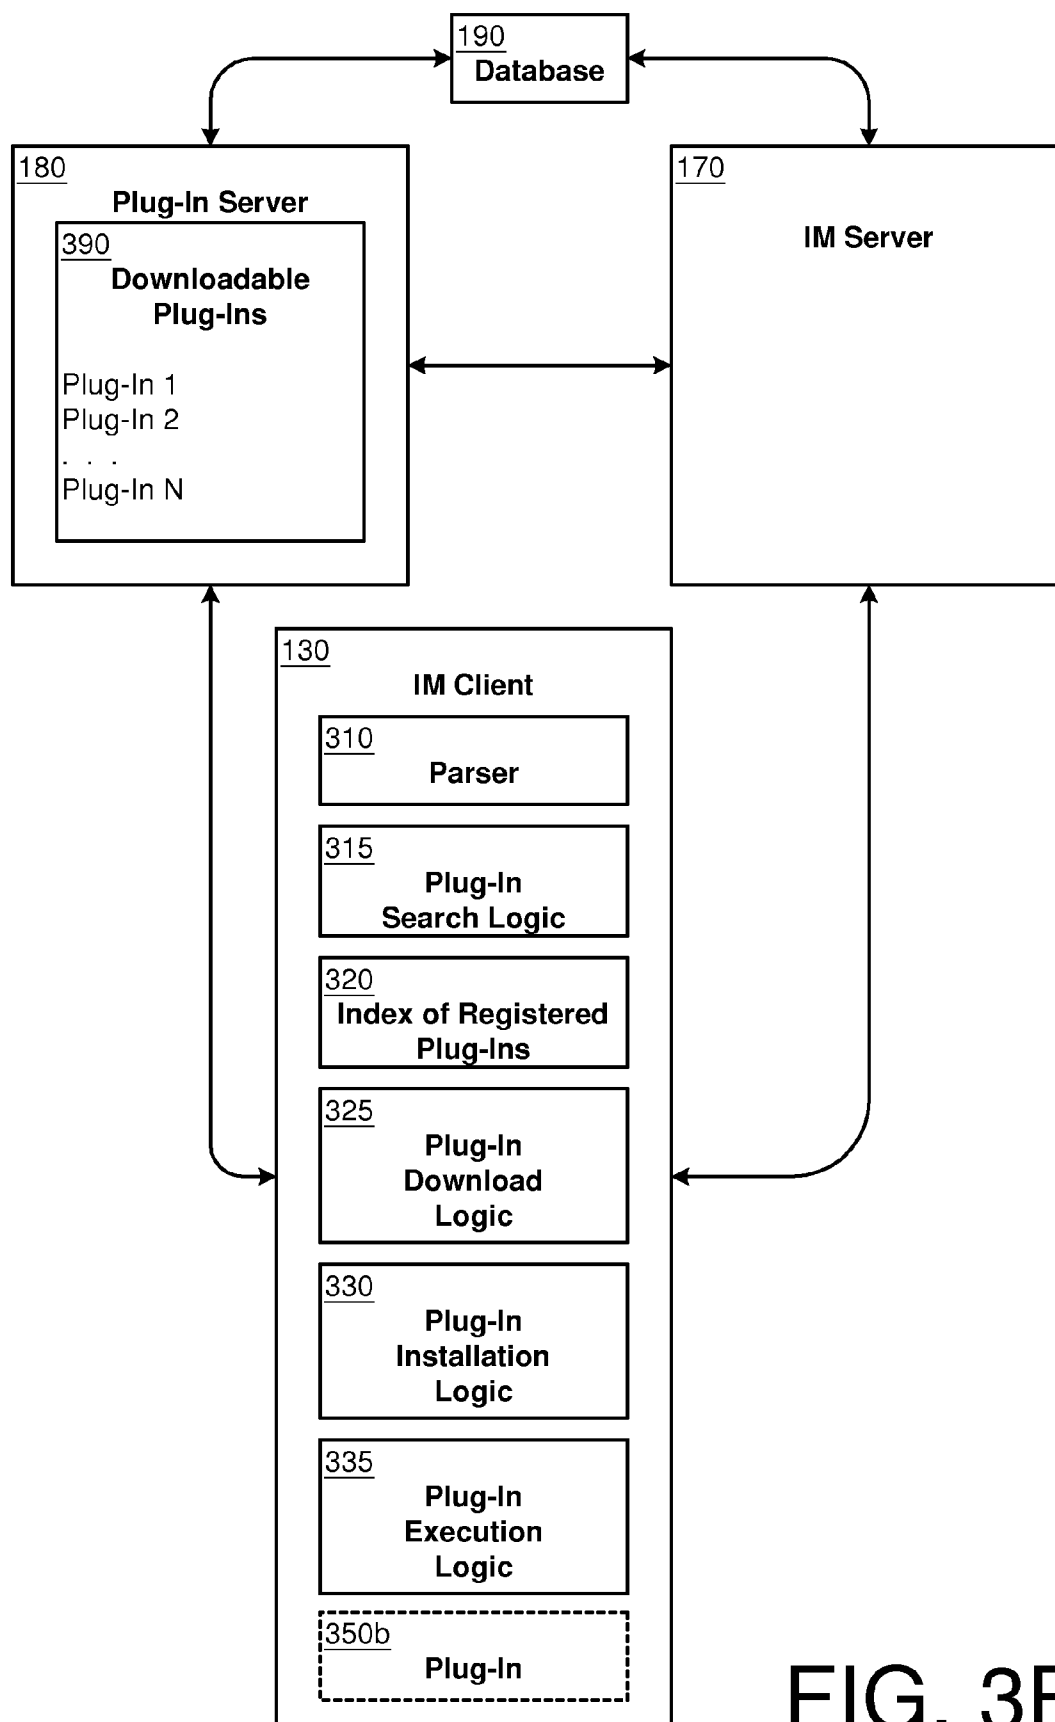 190
Database
180
Plug-In Server
390
Downloadable
Plug-Ins
Plug-In 1
Plug-In 2
. . .
Plug-In N
170
IM Server
130
IM Client
310
Parser
315
Plug-In
Search Logic
320
Index of Registered
Plug-Ins
325
Plug-In
Download
Logic
330
Plug-In
Installation
Logic
335
Plug-In
Execution
Logic
350b
Plug-In
FIG.